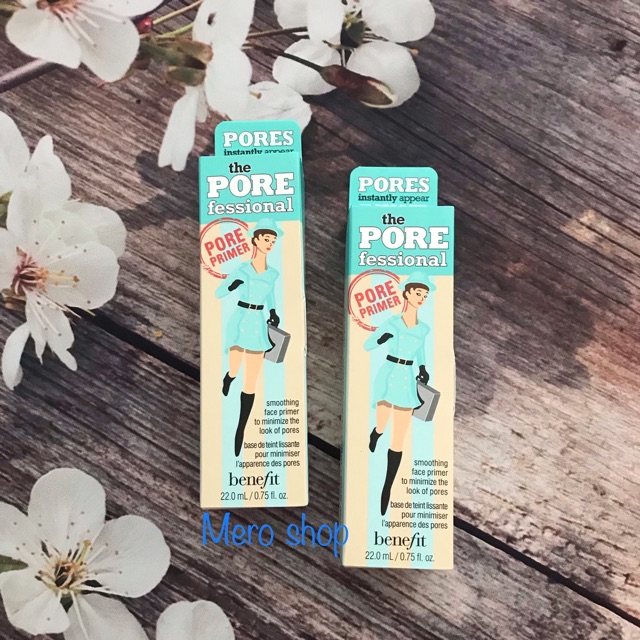 PORES
instantly appear
the
PORE
fessional
PORE
PRIMER
smoothing
face primer
to minimize the
look of pores
base de teint lissante
pour minimiser
l'apparence des pores
benefit
22.0 mL / 0.75 fl. oz.
PORES
instantly appear
the
PORE
fessional
PORE
PRIMER
smoothing
face primer
to minimize the
look of pores
base de teint lissante
pour minimiser
l'apparence des pores
benefit
22.0 mL / 0.75 fl. oz.
Mero shop